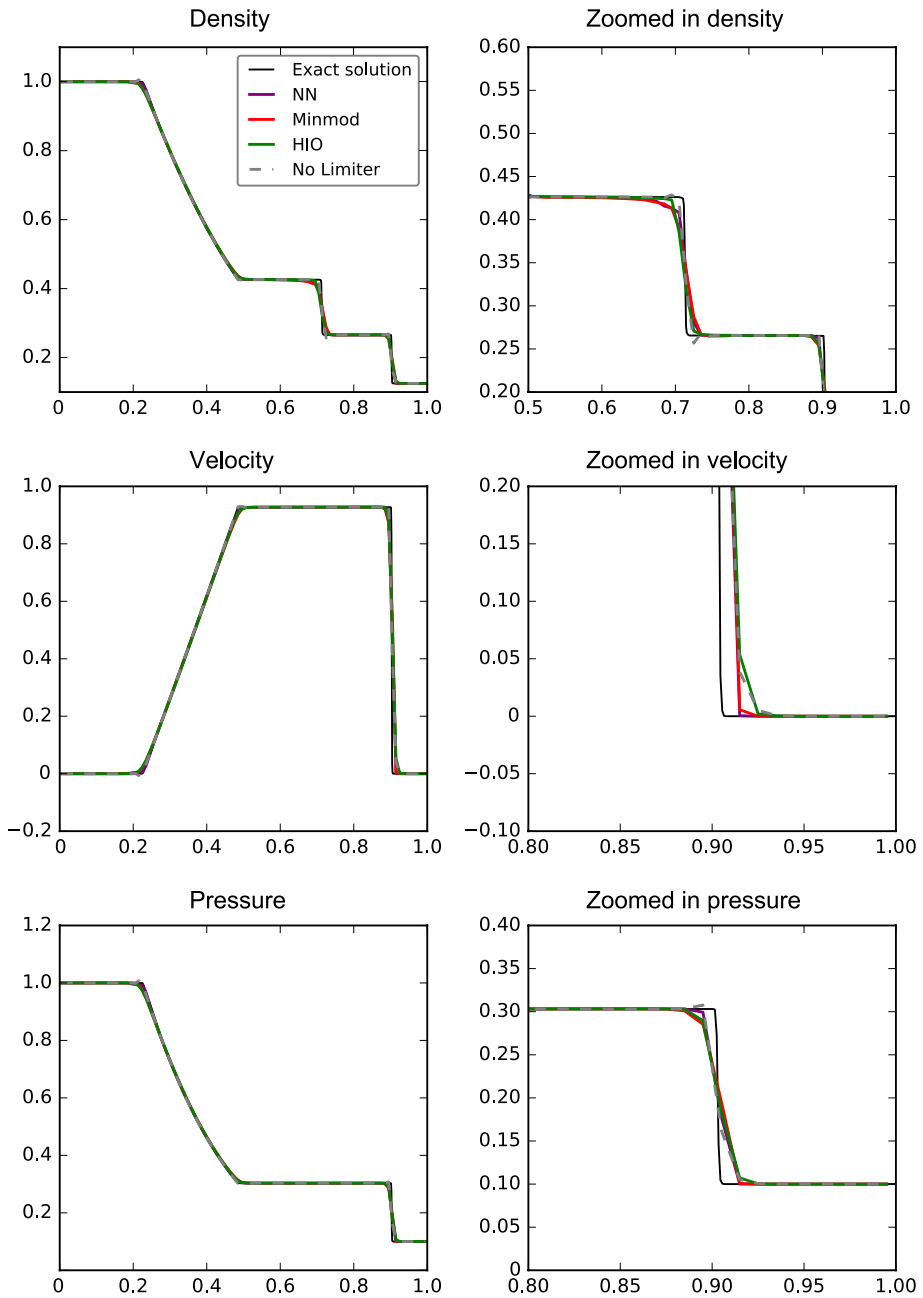 Density
1.0
0.8
0.6
0.4
0.2
0 0.2 0.4 0.6 0.8 1.0
Exact solution
NN
Minmod
HIO
No Limiter
Zoomed in density
0.60
0.55
0.50
0.45
0.40
0.35
0.30
0.25
0.20
0.5 0.6 0.7 0.8 0.9 1.0
Velocity
1.0
0.8
0.6
0.4
0.2
0
−0.2
0 0.2 0.4 0.6 0.8 1.0
Zoomed in velocity
0.20
0.15
0.10
0.05
0
−0.05
−0.10
0.80 0.85 0.90 0.95 1.00
Pressure
1.2
1.0
0.8
0.6
0.4
0.2
0 0.2 0.4 0.6 0.8 1.0
Zoomed in pressure
0.40
0.35
0.30
0.25
0.20
0.15
0.10
0.05
0
0.80 0.85 0.90 0.95 1.00